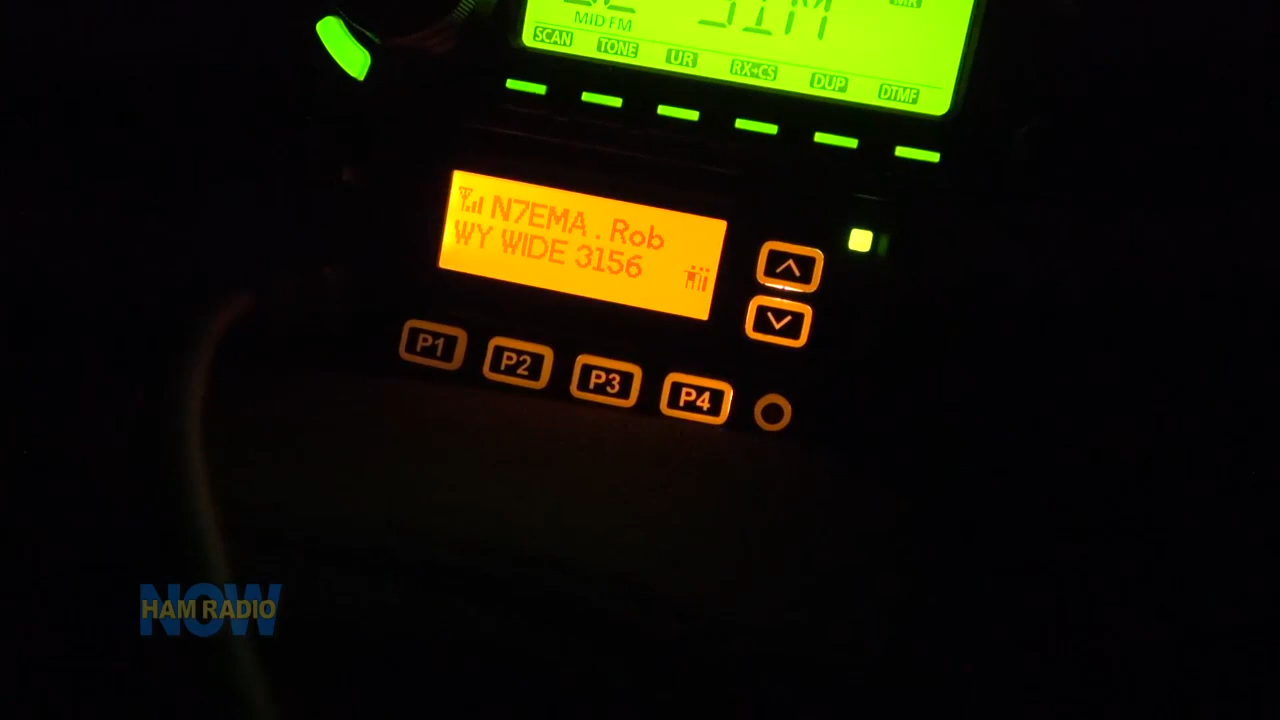 MID FM
SCAN TONE UR RX→CS DUP DTMF
N7EMA . Rob
WY WIDE 3156
P1 P2 P3 P4
NOW
HAM RADIO